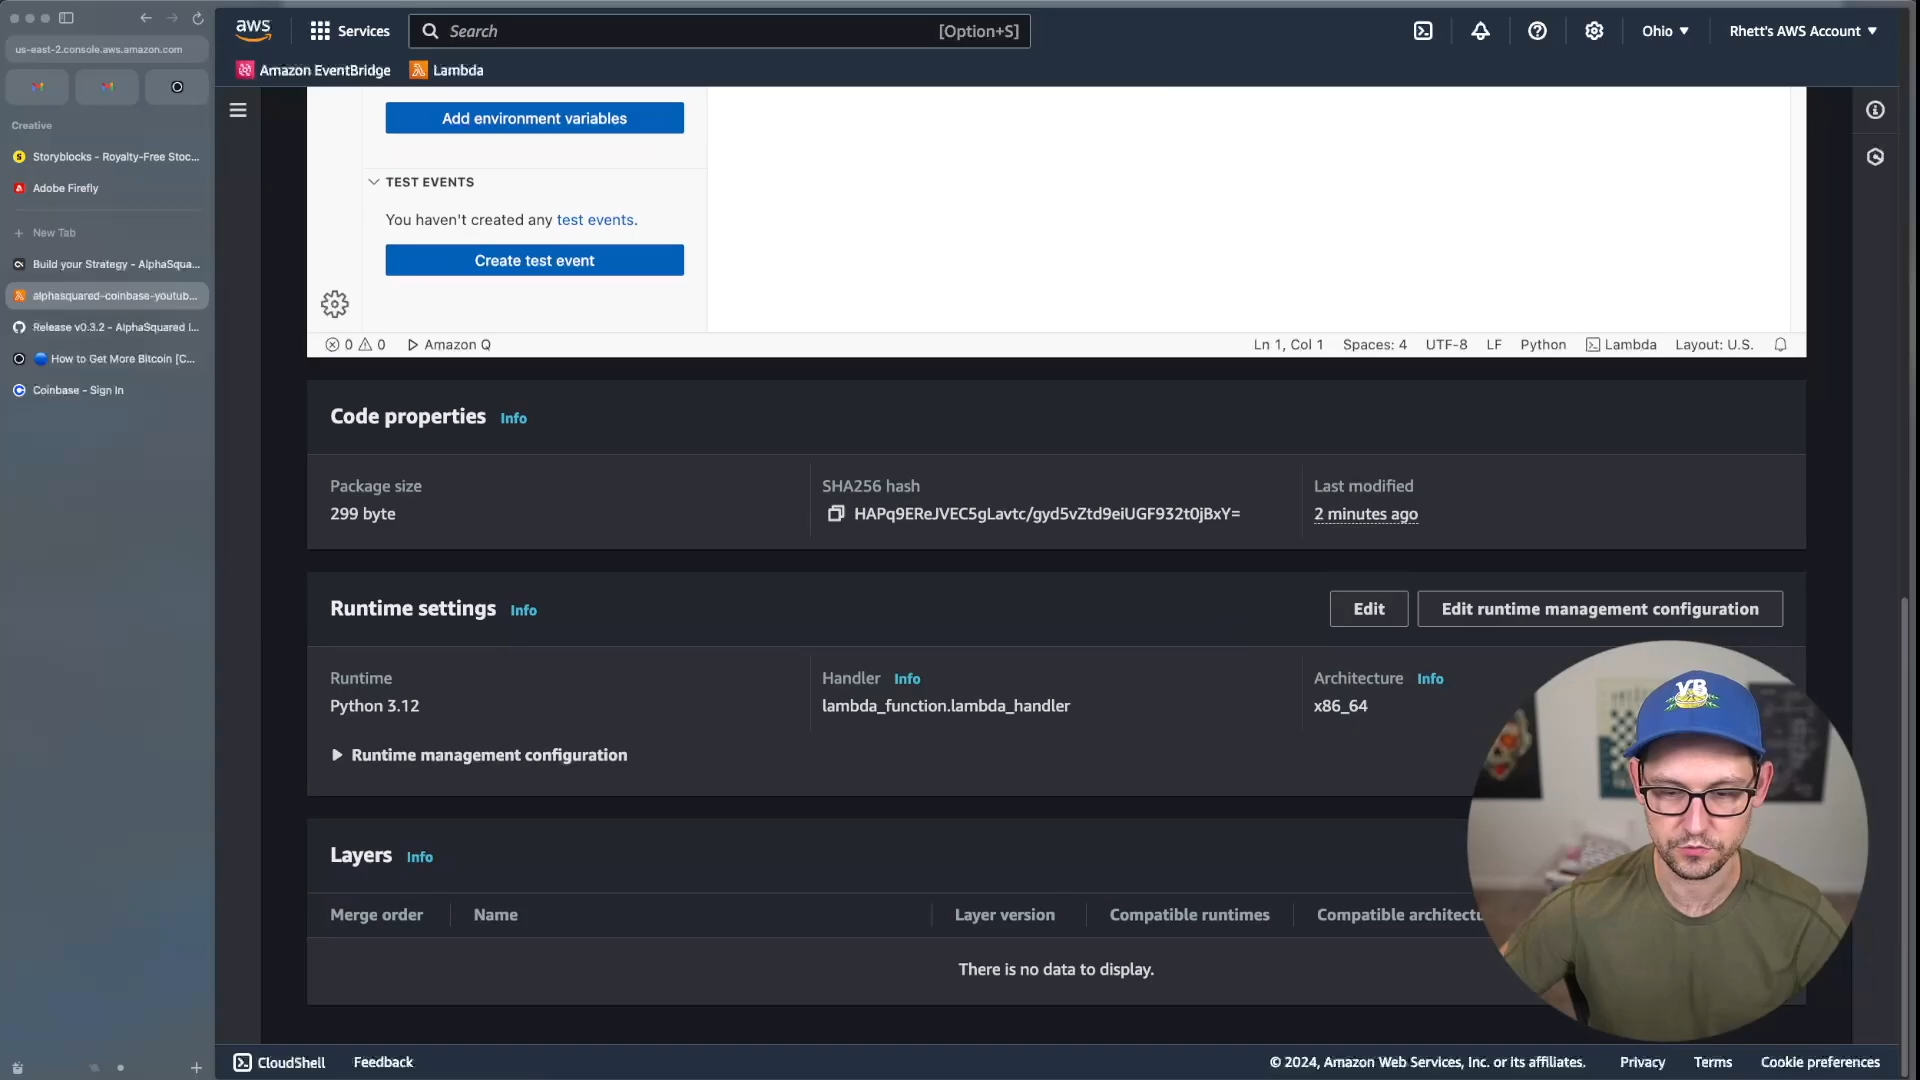 us-east-2.console.aws.amazon.com
Creative
Storyblocks - Royalty-Free Stoc...
Adobe Firefly
New Tab
Build your Strategy - AlphaSqua...
alphasquared-coinbase-youtub...
Release v0.3.2 - AlphaSquared I...
How to Get More Bitcoin [C...
Coinbase - Sign In
aws
Services
Search
[Option+S]
Ohio
Rhett's AWS Account
Amazon EventBridge
Lambda
Add environment variables
TEST EVENTS
You haven't created any test events.
Create test event
0
0
Amazon Q
Ln 1, Col 1
Spaces: 4
UTF-8
LF
Python
Lambda
Layout: U.S.
Code properties
Info
Package size
SHA256 hash
Last modified
299 byte
HAPq9EReJVEC5gLavtc/gyd5vZtd9eiUGF932t0jBxY=
2 minutes ago
Runtime settings
Info
Edit
Edit runtime management configuration
Runtime
Handler
Info
Architecture
Info
Python 3.12
lambda_function.lambda_handler
x86_64
Runtime management configuration
Layers
Info
Merge order
Name
Layer version
Compatible runtimes
Compatible architectu
There is no data to display.
YB
CloudShell
Feedback
© 2024, Amazon Web Services, Inc. or its affiliates.
Privacy
Terms
Cookie preferences